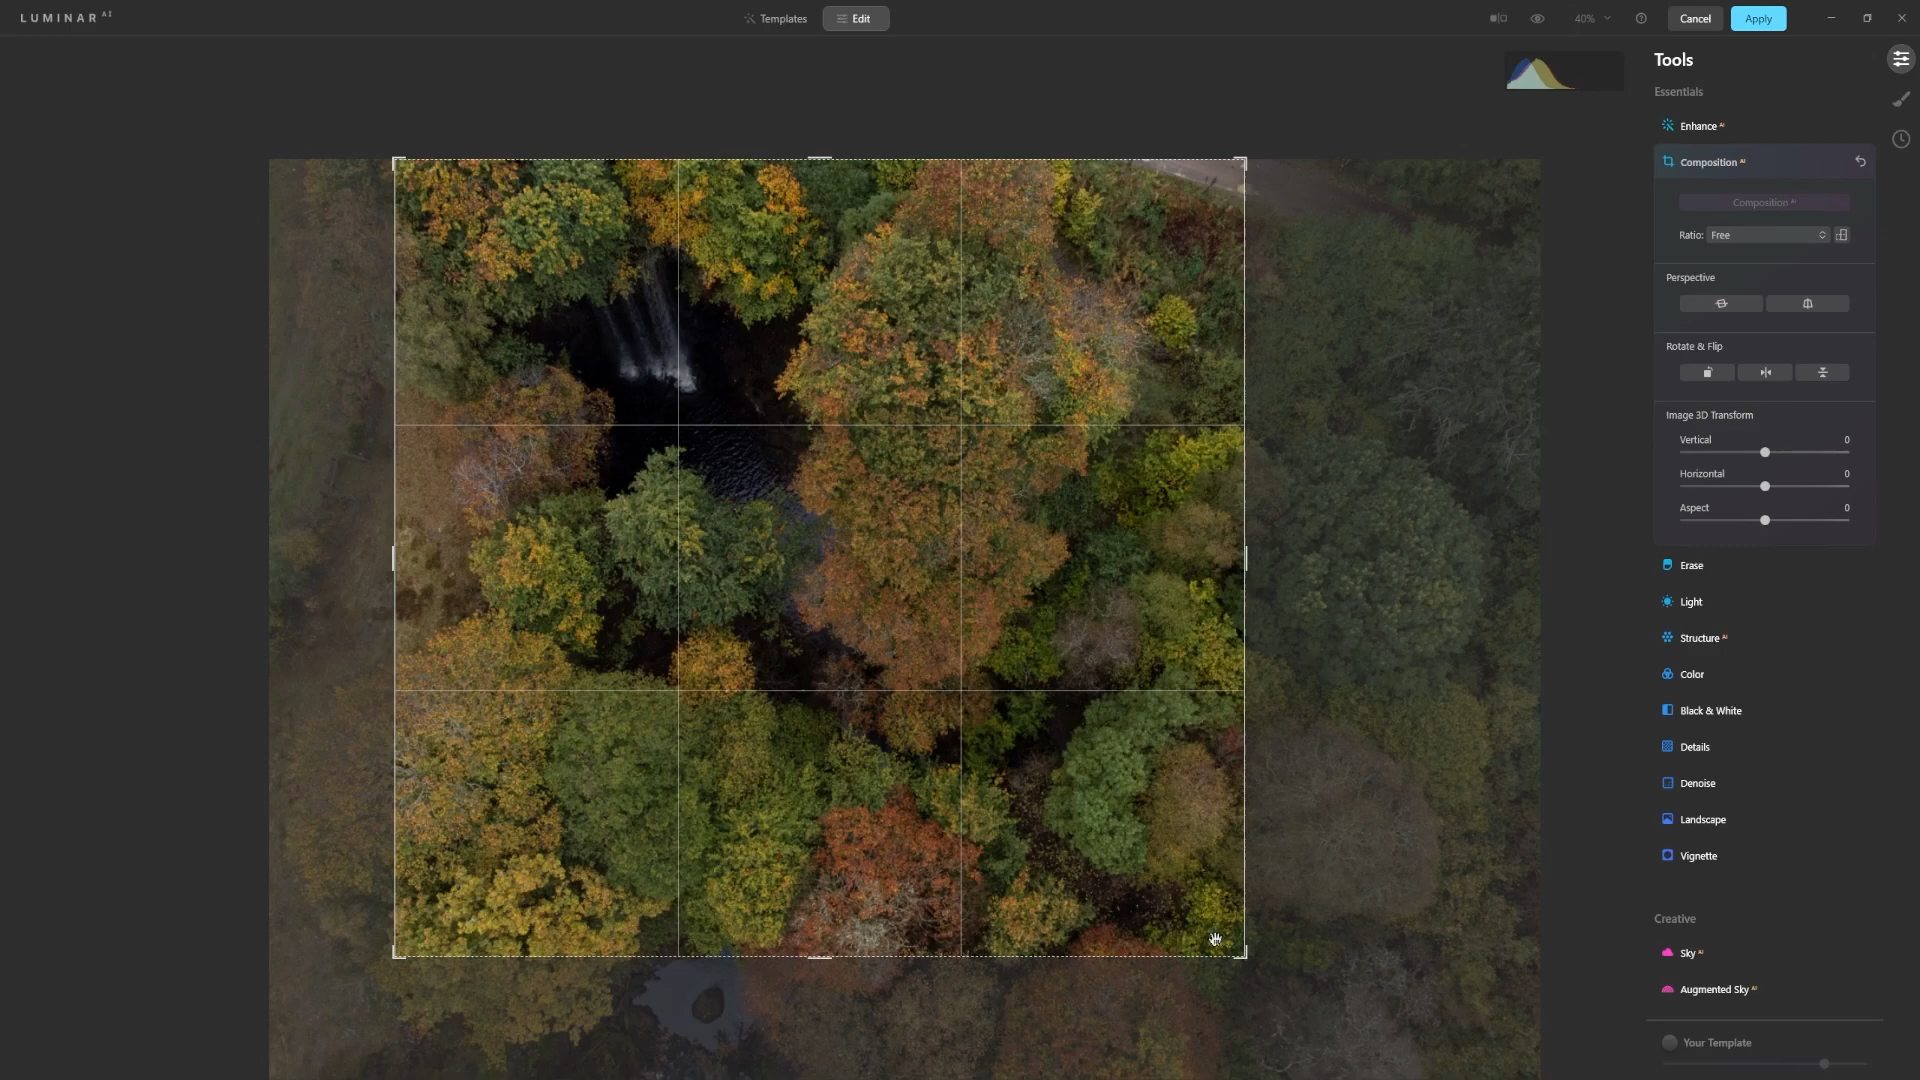 LUMINAR AI
Templates
Edit
40%
Cancel
Apply
Tools
Essentials
Enhance AI
Composition AI
Composition AI
Ratio: Free
Perspective
Rotate & Flip
Image 3D Transform
Vertical 0
Horizontal 0
Aspect 0
Erase
Light
Structure AI
Color
Black & White
Details
Denoise
Landscape
Vignette
Creative
Sky AI
Augmented Sky AI
Your Template